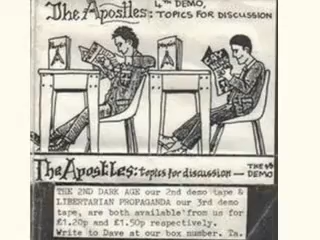 The Apostles: 4TH DEMO,
TOPICS FOR DISCUSSION
The Apostles: topics for discussion — THE 4th DEMO
THE 2ND DARK AGE our 2nd demo tape &
LIBERTARIAN PROPAGANDA our 3rd demo
tape, are both available from us for
£1.20p and £1.50p respectively.
Write to Dave at our box number. Ta.